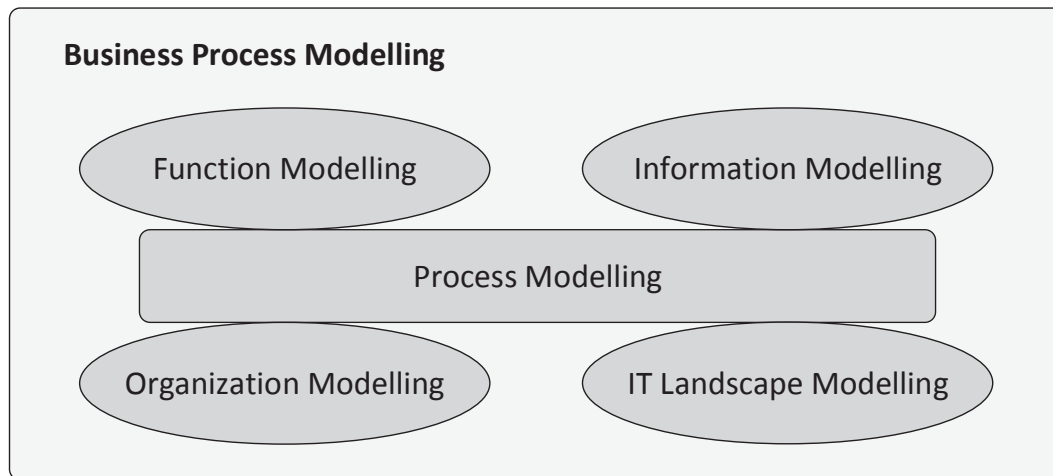 Business Process Modelling
Function Modelling
Information Modelling
Process Modelling
Organization Modelling
IT Landscape Modelling